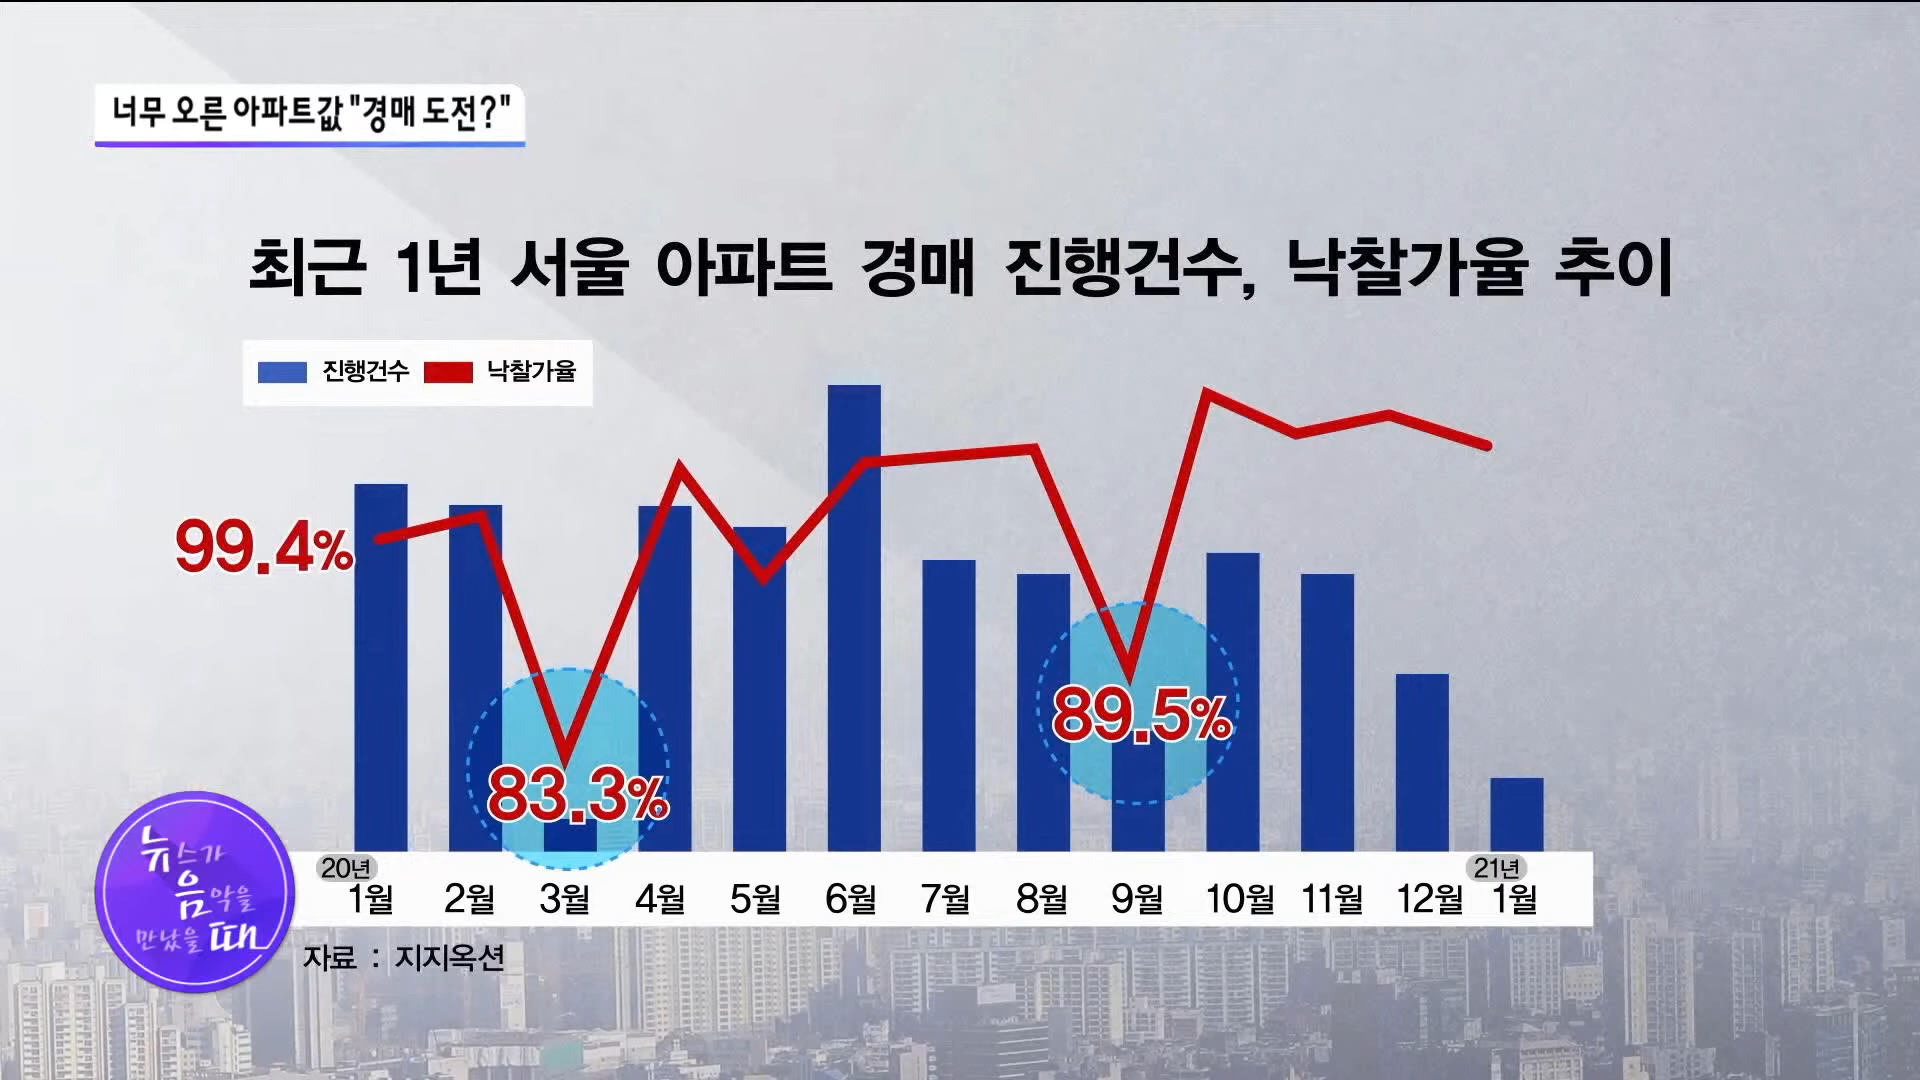 너무 오른 아파트값 "경매 도전?"
최근 1년 서울 아파트 경매 진행건수, 낙찰가율 추이
진행건수 낙찰가율
99.4%
83.3%
89.5%
20년 21년
1월 2월 3월 4월 5월 6월 7월 8월 9월 10월 11월 12월 1월
자료 : 지지옥션
뉴스가
음악을
만났을 때